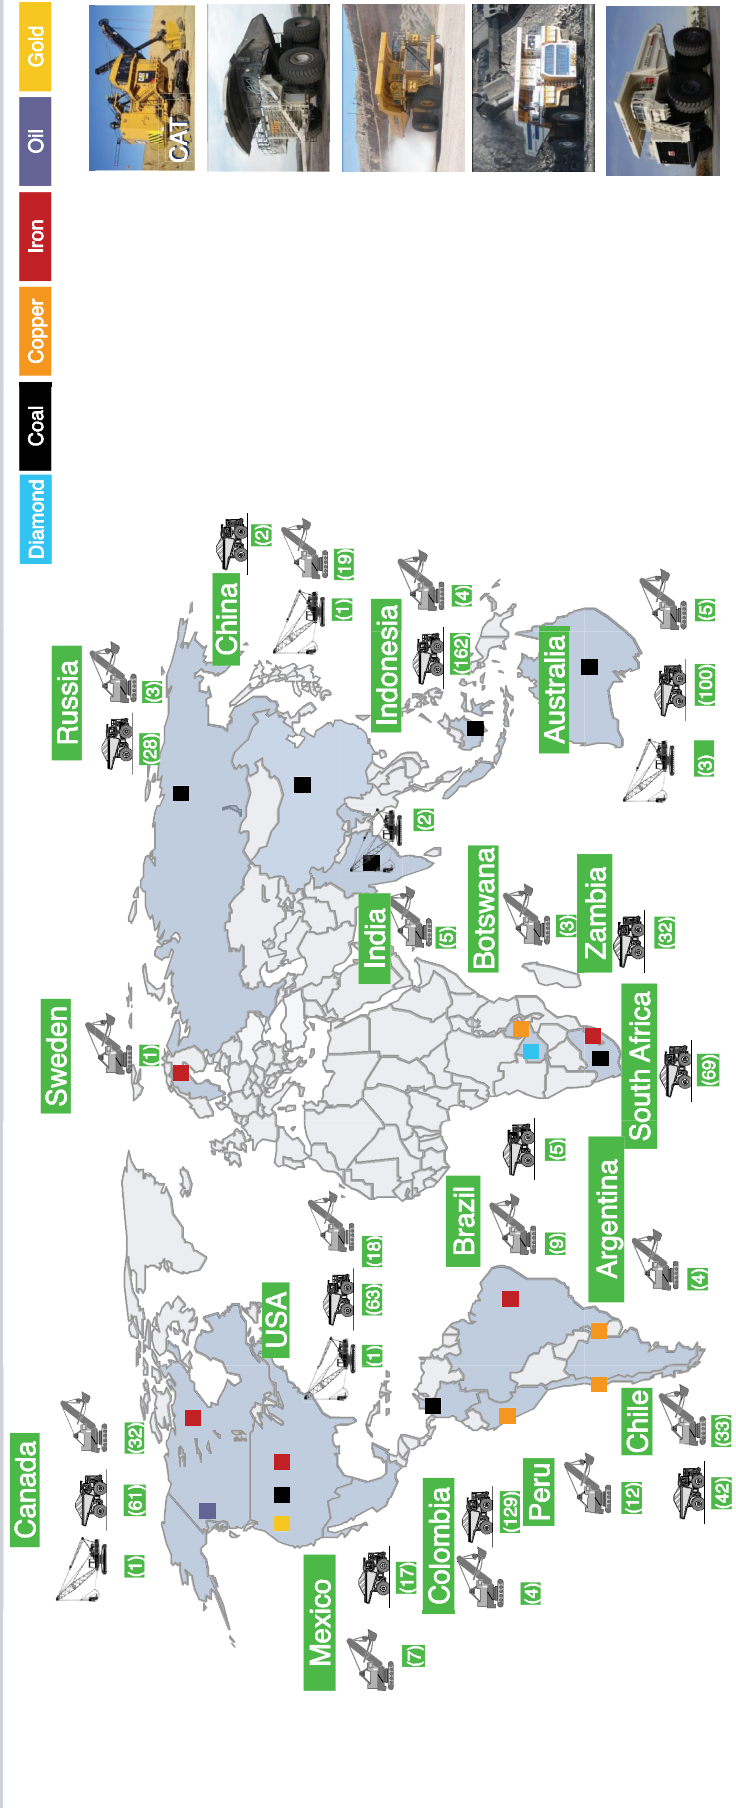 Diamond
Coal
Copper
Iron
Oil
Gold
CAT
Canada
(1)
(61)
(32)
Sweden
(1)
Russia
(28)
(3)
USA
(1)
(63)
(18)
China
(2)
(1)
(19)
Mexico
(7)
(17)
India
(5)
(2)
Indonesia
(162)
(4)
Colombia
(4)
(129)
Brazil
(9)
(5)
Botswana
(3)
Peru
(12)
Zambia
(32)
Australia
(3)
(100)
(5)
Chile
(42)
(33)
Argentina
(4)
South Africa
(69)